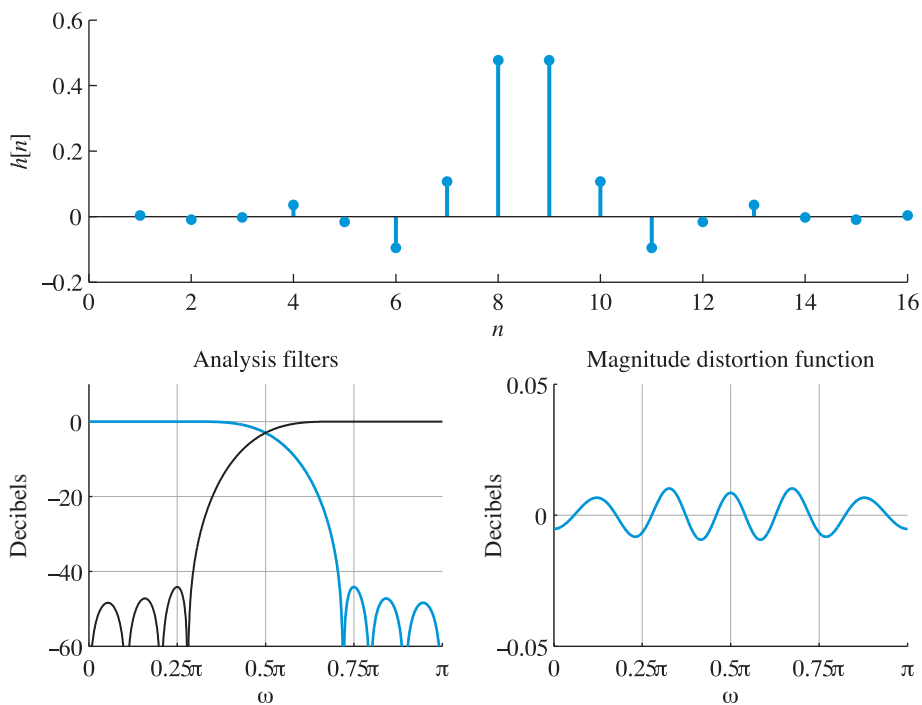 0.6
0.4
0.2
0
−0.2
h[n]
0 2 4 6 8 10 12 14 16
n
Analysis filters
0
−20
−40
−60
Decibels
0 0.25π 0.5π 0.75π π
ω
Magnitude distortion function
0.05
0
−0.05
Decibels
0 0.25π 0.5π 0.75π π
ω